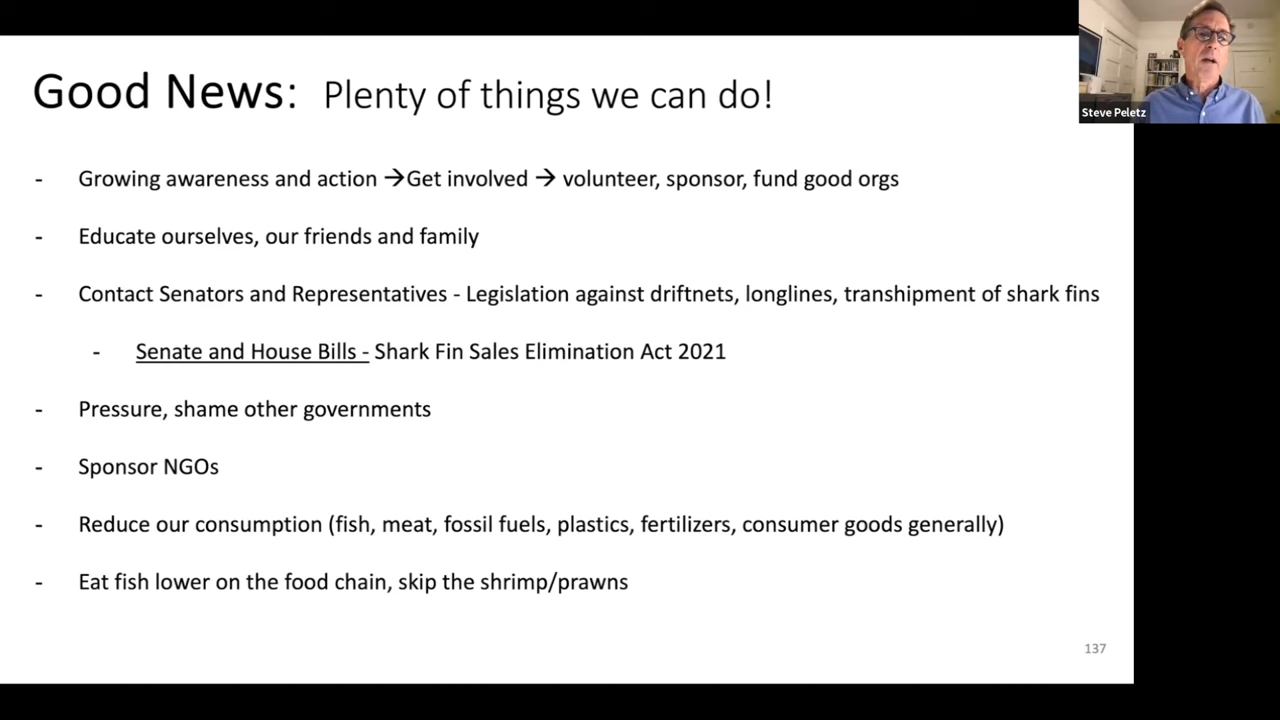 Good News: Plenty of things we can do!
Steve Peletz
- Growing awareness and action →Get involved → volunteer, sponsor, fund good orgs
- Educate ourselves, our friends and family
- Contact Senators and Representatives - Legislation against driftnets, longlines, transhipment of shark fins
- Senate and House Bills - Shark Fin Sales Elimination Act 2021
- Pressure, shame other governments
- Sponsor NGOs
- Reduce our consumption (fish, meat, fossil fuels, plastics, fertilizers, consumer goods generally)
- Eat fish lower on the food chain, skip the shrimp/prawns
137